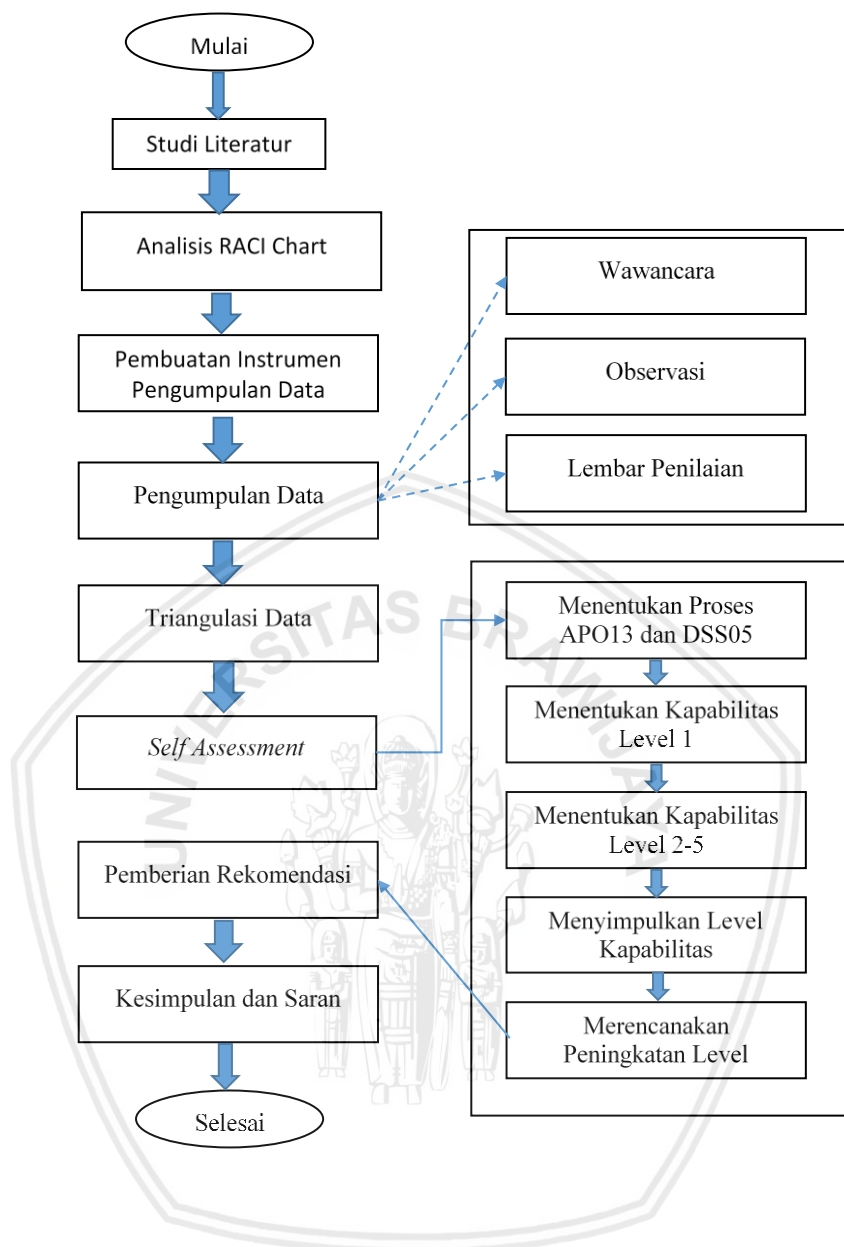 Mulai
Studi Literatur
Analisis RACI Chart
Pembuatan Instrumen
Pengumpulan Data
Pengumpulan Data
Wawancara
Observasi
Lembar Penilaian
Triangulasi Data
Self Assessment
Menentukan Proses
APO13 dan DSS05
Menentukan Kapabilitas
Level 1
Menentukan Kapabilitas
Level 2-5
Menyimpulkan Level
Kapabilitas
Merencanakan
Peningkatan Level
Pemberian Rekomendasi
Kesimpulan dan Saran
Selesai
UNIVERSITAS BRAWIJAYA